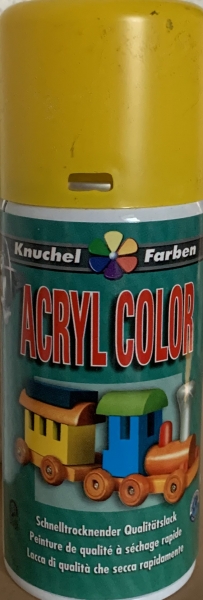 Knuchel Farben
ACRYL COLOR
Schnelltrocknender Qualitätslack
Peinture de qualité à séchage rapide
Lacca di qualità che secca rapidamente